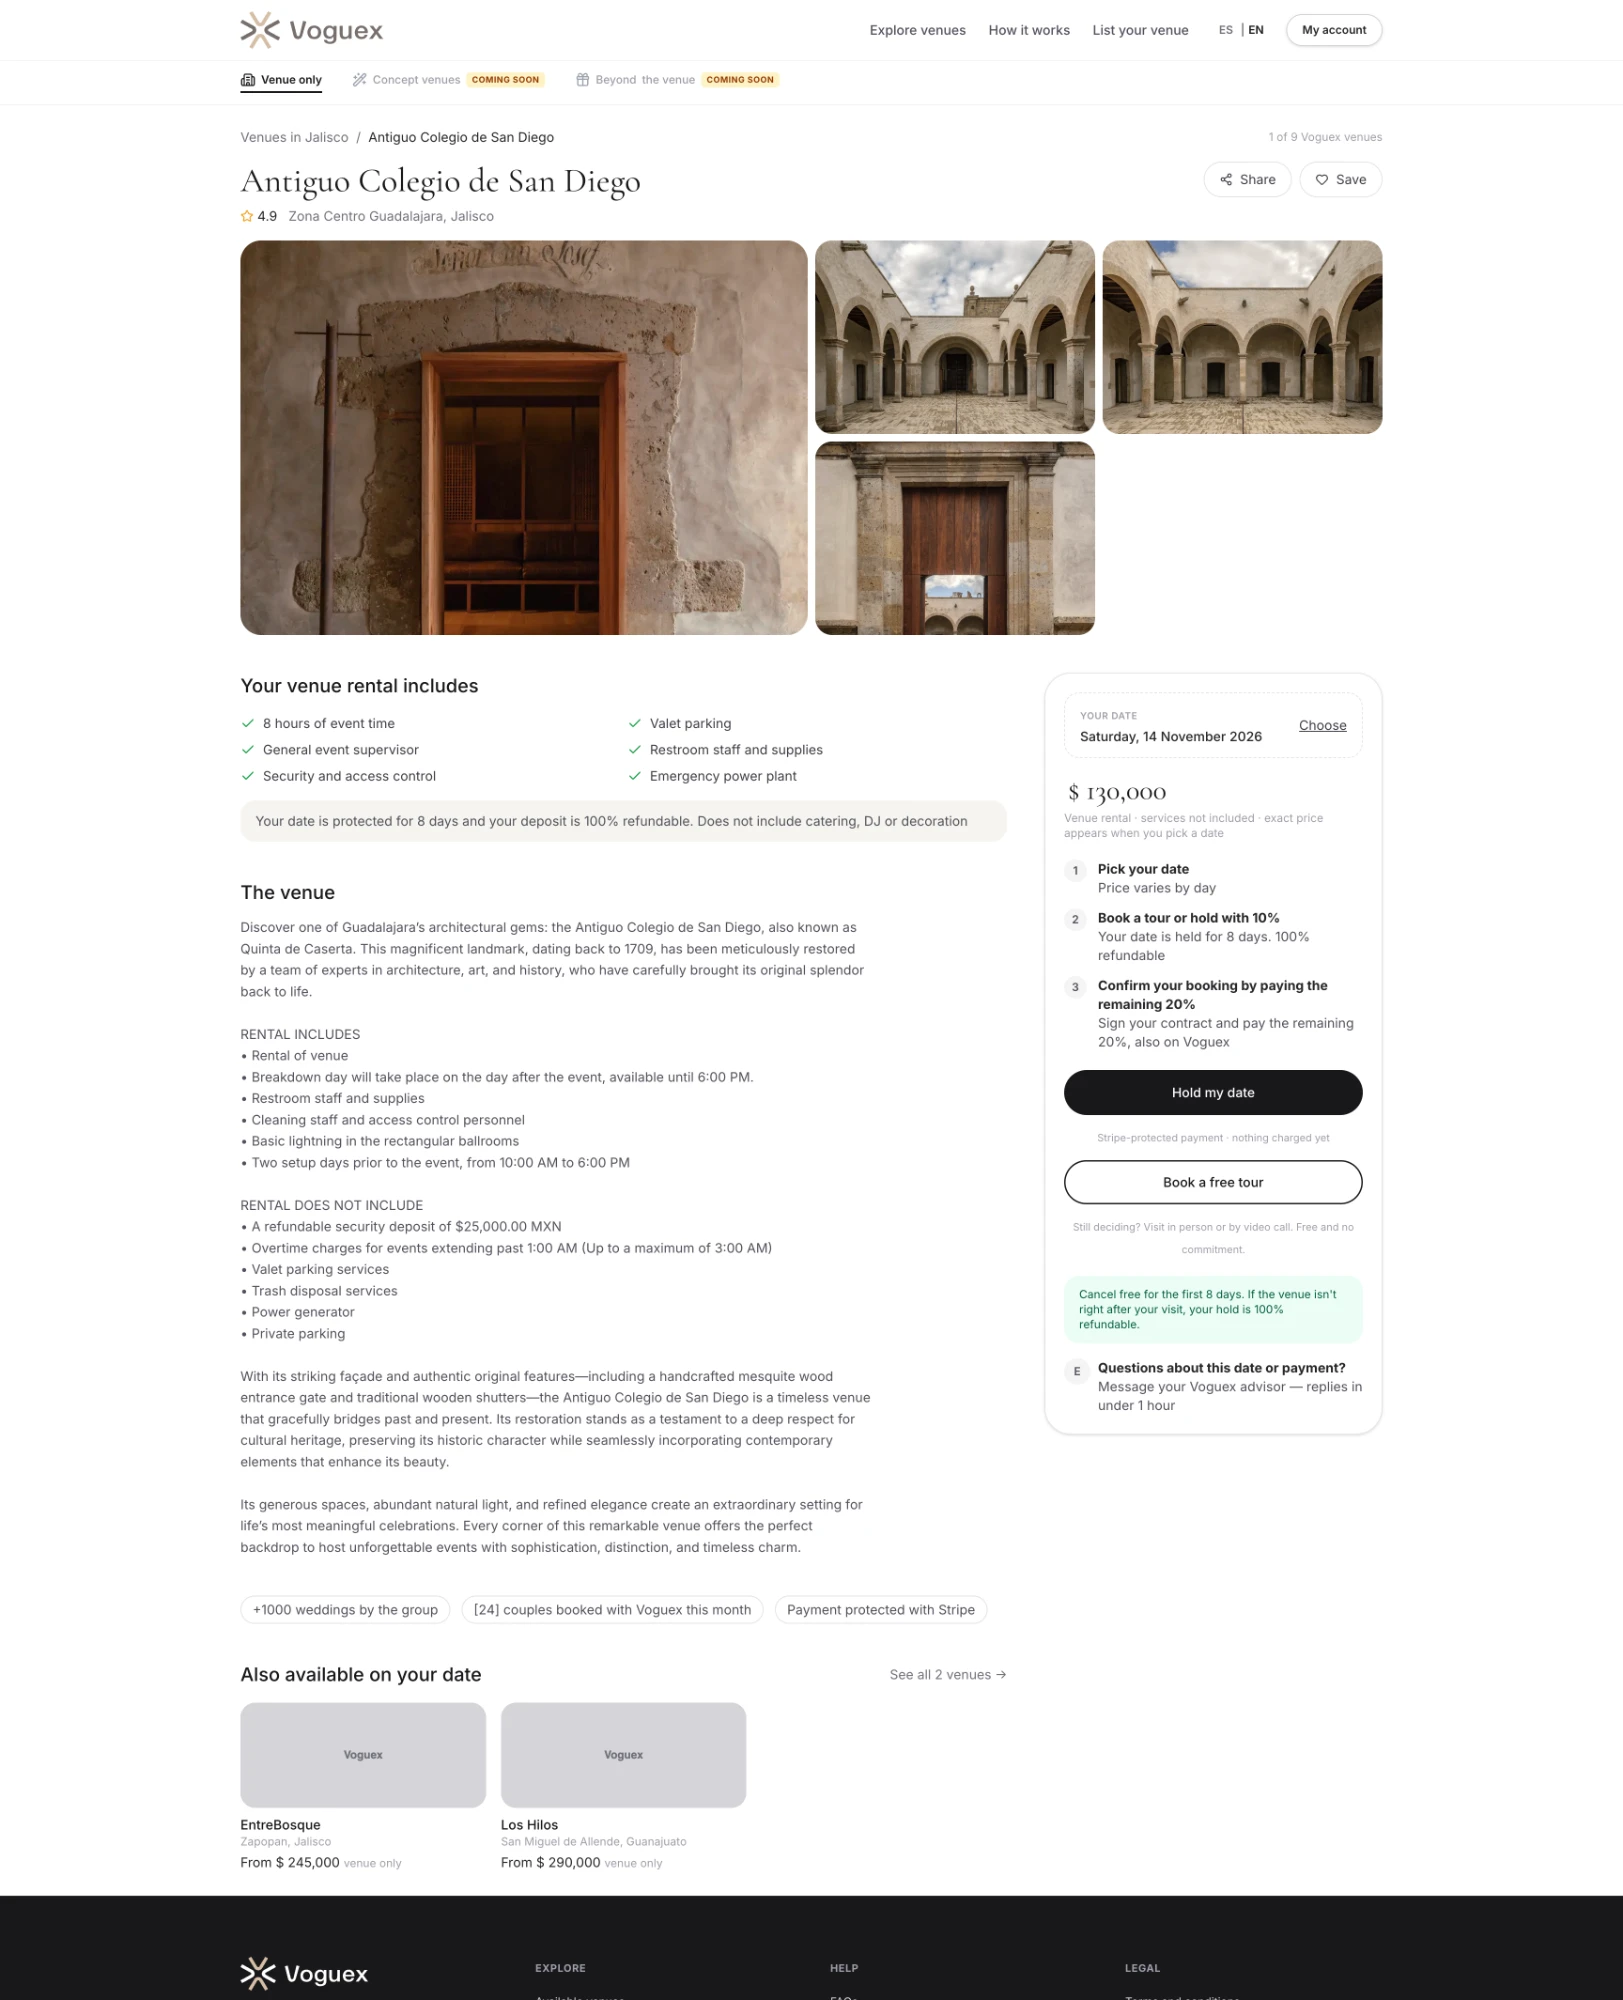 Voguex
Explore venues How it works List your venue ES | EN My account
Venue only Concept venues COMING SOON Beyond the venue COMING SOON
Venues in Jalisco / Antiguo Colegio de San Diego 1 of 9 Voguex venues
Antiguo Colegio de San Diego
Share Save
4.9 Zona Centro Guadalajara, Jalisco
Your venue rental includes
8 hours of event time
Valet parking
General event supervisor
Restroom staff and supplies
Security and access control
Emergency power plant
Your date is protected for 8 days and your deposit is 100% refundable. Does not include catering, DJ or decoration
The venue
Discover one of Guadalajara’s architectural gems: the Antiguo Colegio de San Diego, also known as
Quinta de Caserta. This magnificent landmark, dating back to 1709, has been meticulously restored
by a team of experts in architecture, art, and history, who have carefully brought its original splendor
back to life.
RENTAL INCLUDES
• Rental of venue
• Breakdown day will take place on the day after the event, available until 6:00 PM.
• Restroom staff and supplies
• Cleaning staff and access control personnel
• Basic lightning in the rectangular ballrooms
• Two setup days prior to the event, from 10:00 AM to 6:00 PM
RENTAL DOES NOT INCLUDE
• A refundable security deposit of $25,000.00 MXN
• Overtime charges for events extending past 1:00 AM (Up to a maximum of 3:00 AM)
• Valet parking services
• Trash disposal services
• Power generator
• Private parking
With its striking façade and authentic original features—including a handcrafted mesquite wood
entrance gate and traditional wooden shutters—the Antiguo Colegio de San Diego is a timeless venue
that gracefully bridges past and present. Its restoration stands as a testament to a deep respect for
cultural heritage, preserving its historic character while seamlessly incorporating contemporary
elements that enhance its beauty.
Its generous spaces, abundant natural light, and refined elegance create an extraordinary setting for
life’s most meaningful celebrations. Every corner of this remarkable venue offers the perfect
backdrop to host unforgettable events with sophistication, distinction, and timeless charm.
+1000 weddings by the group
[24] couples booked with Voguex this month
Payment protected with Stripe
YOUR DATE
Saturday, 14 November 2026
Choose
$ 130,000
Venue rental · services not included · exact price
appears when you pick a date
1 Pick your date
Price varies by day
2 Book a tour or hold with 10%
Your date is held for 8 days. 100%
refundable
3 Confirm your booking by paying the
remaining 20%
Sign your contract and pay the remaining
20%, also on Voguex
Hold my date
Stripe-protected payment · nothing charged yet
Book a free tour
Still deciding? Visit in person or by video call. Free and no
commitment.
Cancel free for the first 8 days. If the venue isn't
right after your visit, your hold is 100%
refundable.
E Questions about this date or payment?
Message your Voguex advisor — replies in
under 1 hour
Also available on your date
See all 2 venues →
Voguex
EntreBosque
Zapopan, Jalisco
From $ 245,000 venue only
Voguex
Los Hilos
San Miguel de Allende, Guanajuato
From $ 290,000 venue only
Voguex
EXPLORE
HELP
LEGAL